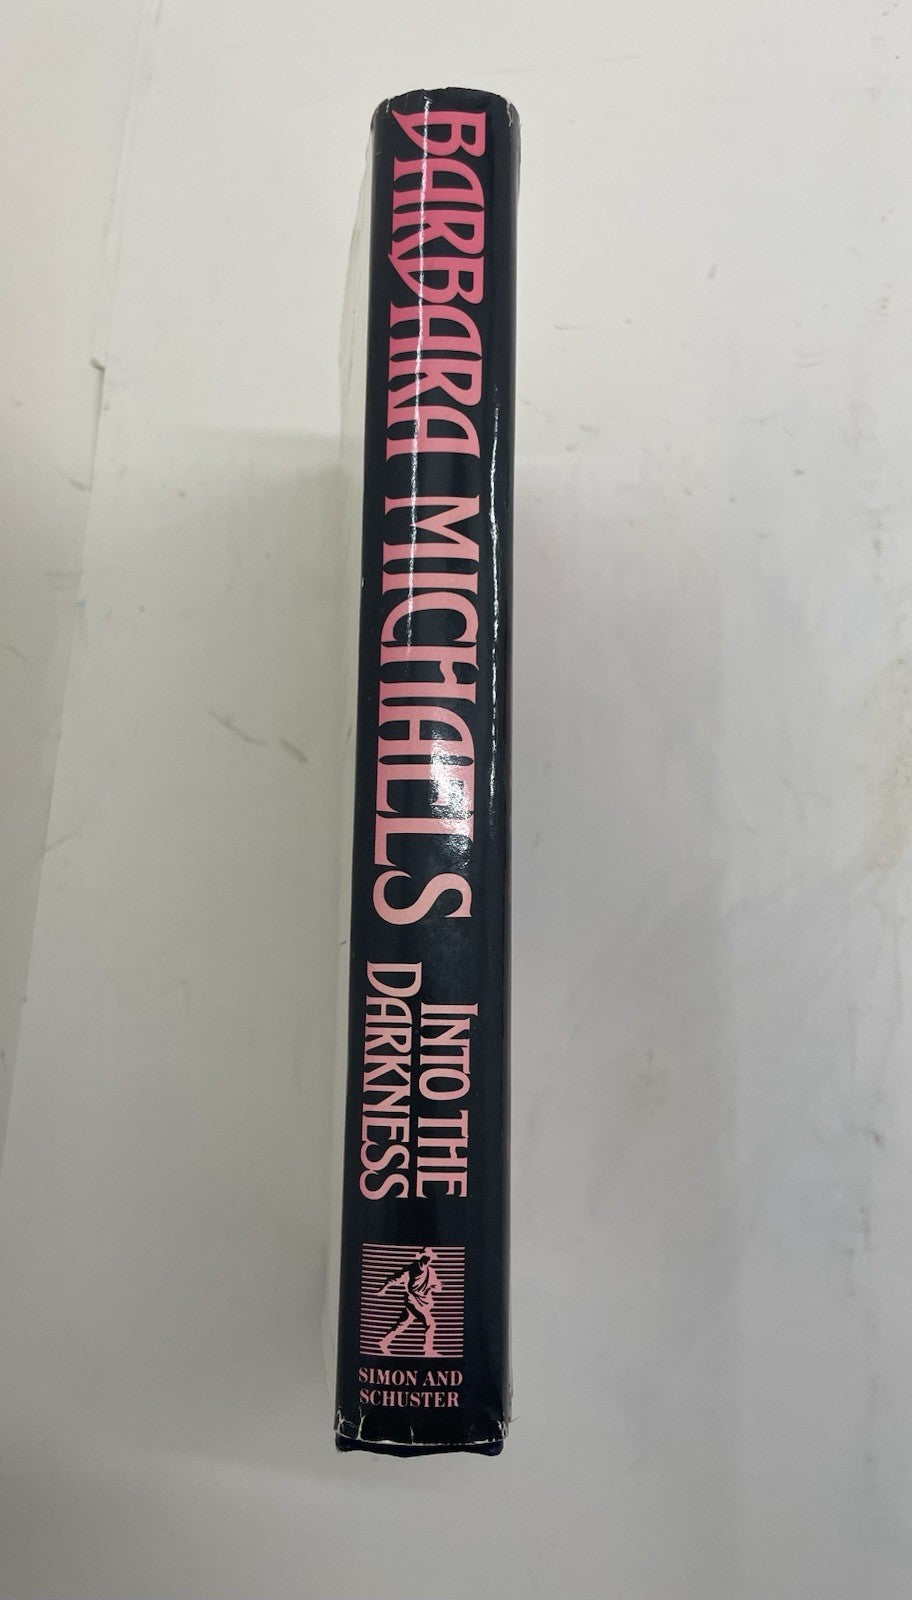 BARBARA MICHAELS
INTO THE
DARKNESS
SIMON AND
SCHUSTER